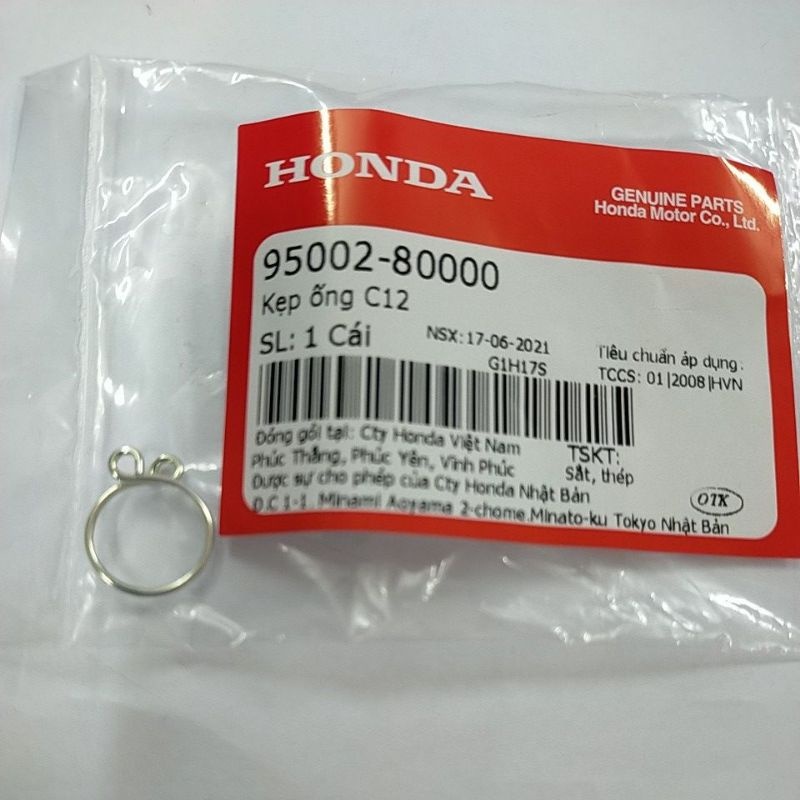 HONDA
GENUINE PARTS
Honda Motor Co., Ltd.
95002-80000
Kẹp ống C12
SL: 1 Cái
NSX: 17-06-2021
G1H17S
Tiêu chuẩn áp dụng:
TCCS: 01|2008|HVN
Đóng gói tại: Cty Honda Việt Nam
Phúc Thắng, Phúc Yên, Vĩnh Phúc
Được sự cho phép của Cty Honda Nhật Bản
Đ.C 1-1, Minami Aoyama 2-chome,Minato-ku Tokyo Nhật Bản
TSKT:
Sắt, thép
OTK